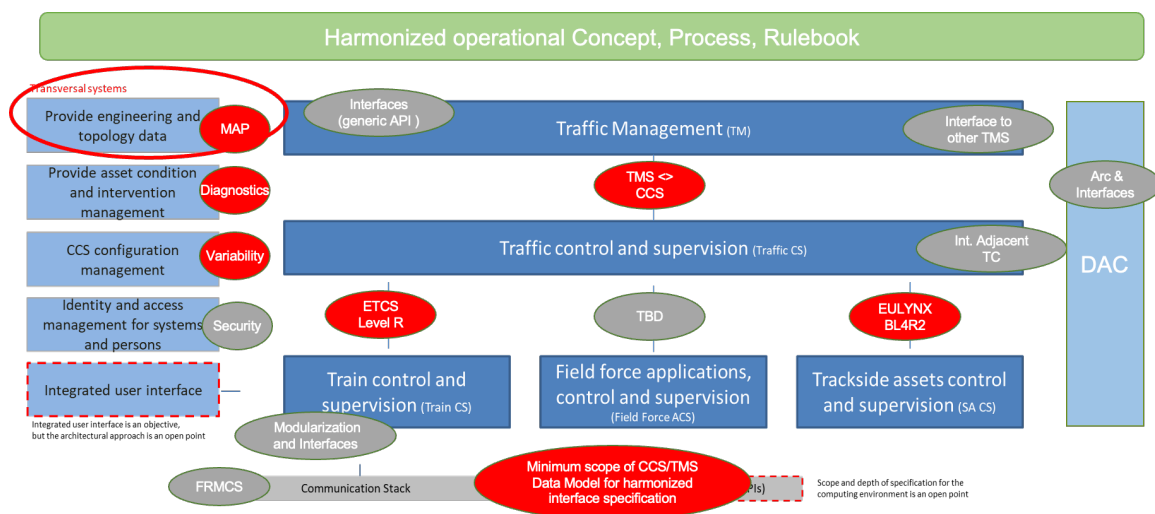 Harmonized operational Concept, Process, Rulebook
Transversal systems
Provide engineering and
topology data
MAP
Interfaces
(generic API )
Traffic Management (TM)
Interface to
other TMS
Provide asset condition
and intervention
management
Diagnostics
TMS <>
CCS
Arc &
Interfaces
CCS configuration
management
Variability
Traffic control and supervision (Traffic CS)
Int. Adjacent
TC
DAC
Identity and access
management for systems
and persons
Security
ETCS
Level R
TBD
EULYNX
BL4R2
Integrated user interface
Train control and
supervision (Train CS)
Field force applications,
control and supervision
(Field Force ACS)
Trackside assets control
and supervision (SA CS)
Integrated user interface is an objective,
but the architectural approach is an open point
Modularization
and Interfaces
FRMCS
Communication Stack
Minimum scope of CCS/TMS
Data Model for harmonized
interface specification
PIs)
Scope and depth of specification for the
computing environment is an open point